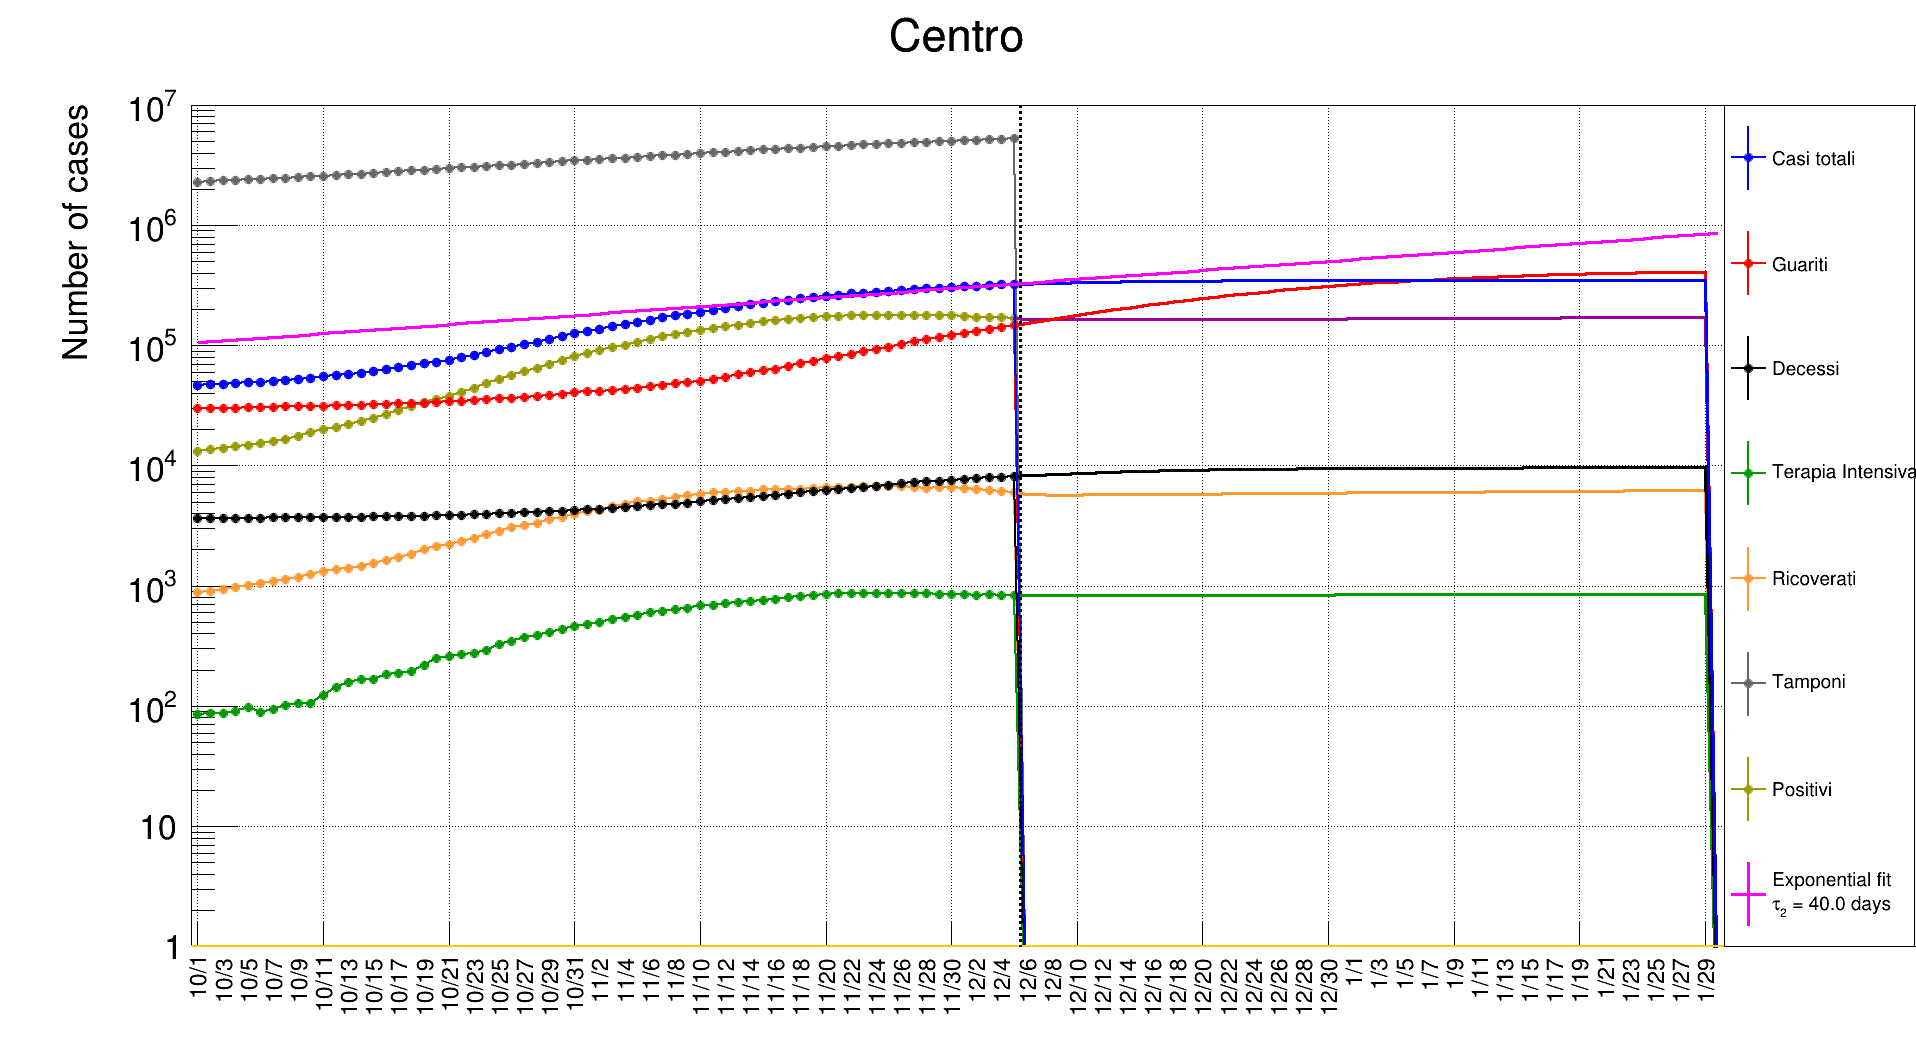 Centro
Number of cases
10^7
10^6
10^5
10^4
10^3
10^2
10
1
10/1 10/3 10/5 10/7 10/9 10/11 10/13 10/15 10/17 10/19 10/21 10/23 10/25 10/27 10/29 10/31 11/2 11/4 11/6 11/8 11/10 11/12 11/14 11/16 11/18 11/20 11/22 11/24 11/26 11/28 11/30 12/2 12/4 12/6 12/8 12/10 12/12 12/14 12/16 12/18 12/20 12/22 12/24 12/26 12/28 12/30 1/1 1/3 1/5 1/7 1/9 1/11 1/13 1/15 1/17 1/19 1/21 1/23 1/25 1/27 1/29
Casi totali
Guariti
Decessi
Terapia Intensiva
Ricoverati
Tamponi
Positivi
Exponential fit
τ₂ = 40.0 days